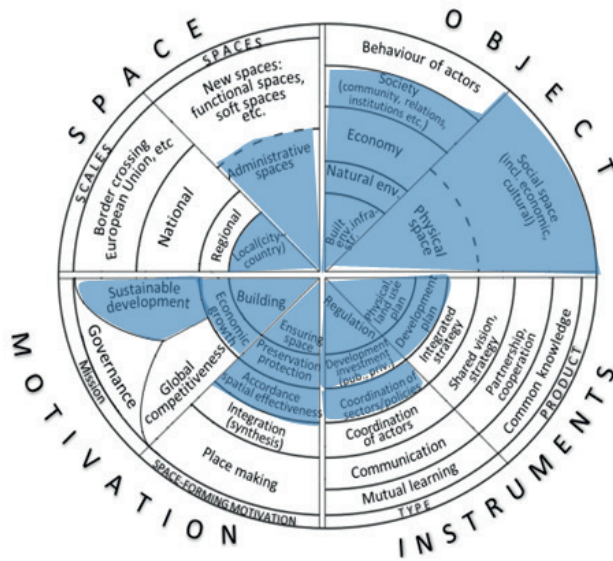 SPACE
SPACES
New spaces:
functional spaces,
soft spaces
etc.
Administrative
spaces
SCALES
Border crossing
European Union, etc
National
Regional
Local(city–
country)
OBJECT
Behaviour of actors
Society
(community, relations,
institutions etc.)
Economy
Natural env.
Built
env.infra-
str.
Social space
(incl economic,
cultural)
Physical
space
MOTIVATION
Sustainable
development
Governance
Mission
Global
competitiveness
Economic
growth
Building
Ensuring
space
Preservation
protection
Accordance
spatial effectiveness
Integration
(synthesis)
Place making
SPACE-FORMING MOTIVATION
INSTRUMENTS
Regulation
Physical,
land use
plan
Development
plan
Integrated
strategy
Shared vision,
strategy
Partnership,
cooperation
Common knowledge
PRODUCT
Development
investment
(pub., priv.)
Coordination of
sectors/policies
Coordination
of actors
Communication
Mutual learning
TYPE